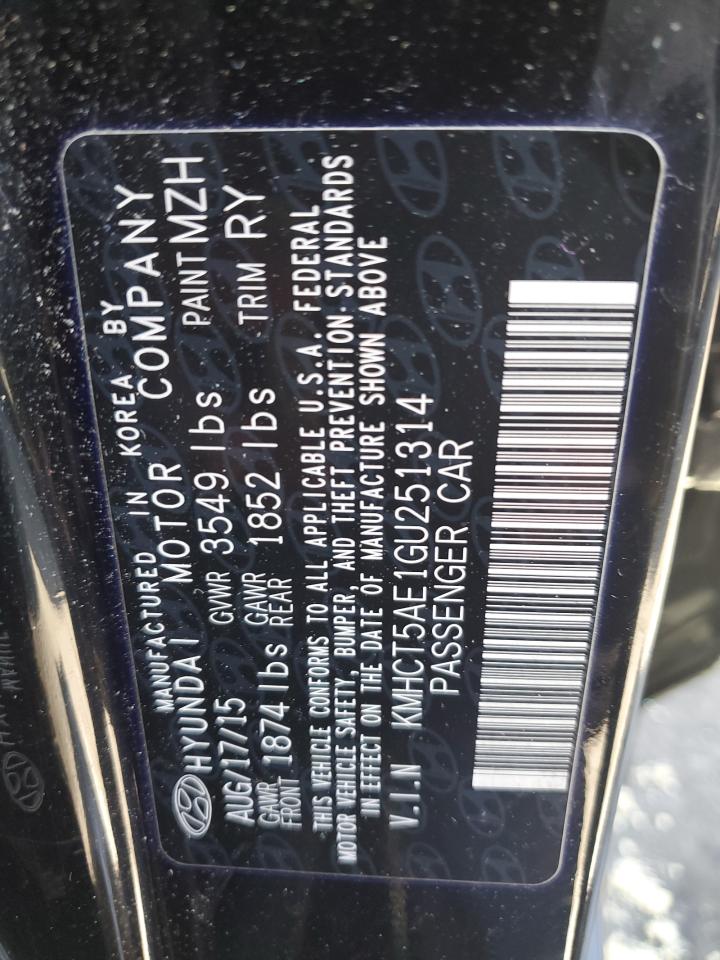 MANUFACTURED IN KOREA BY
HYUNDAI MOTOR COMPANY
AUG/17/15 GVWR 3549 lbs PAINT MZH
GAWR FRONT 1874 lbs GAWR REAR 1852 lbs TRIM RY
THIS VEHICLE CONFORMS TO ALL APPLICABLE U.S.A. FEDERAL
MOTOR VEHICLE SAFETY, BUMPER, AND THEFT PREVENTION STANDARDS
IN EFFECT ON THE DATE OF MANUFACTURE SHOWN ABOVE
V.I.N KMHCT5AE1GU251314
PASSENGER CAR